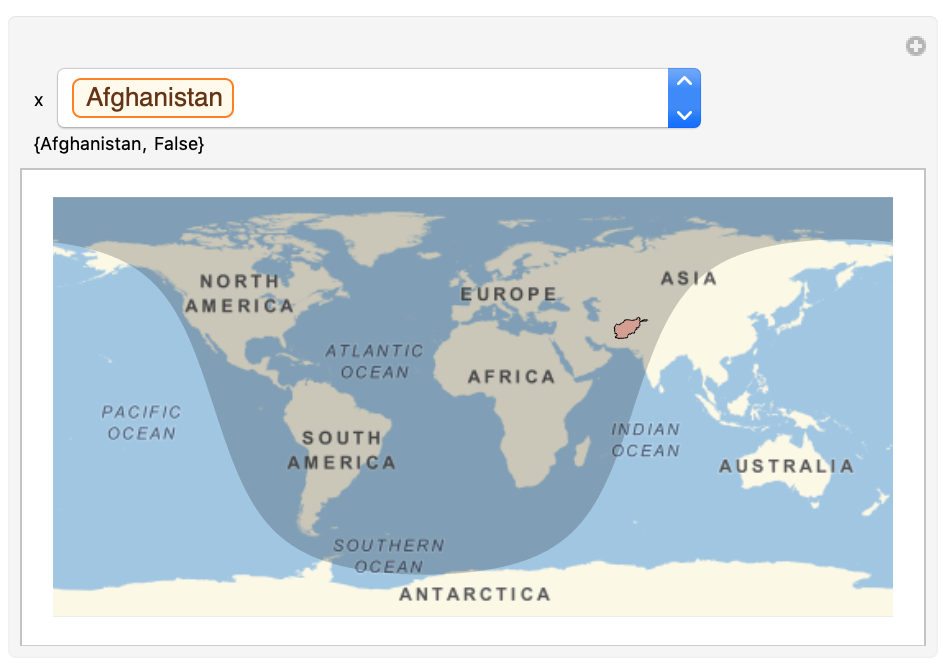 x Afghanistan
{Afghanistan, False}
NORTH
AMERICA
EUROPE
ASIA
ATLANTIC
OCEAN
AFRICA
PACIFIC
OCEAN
SOUTH
AMERICA
INDIAN
OCEAN
AUSTRALIA
SOUTHERN
OCEAN
ANTARCTICA